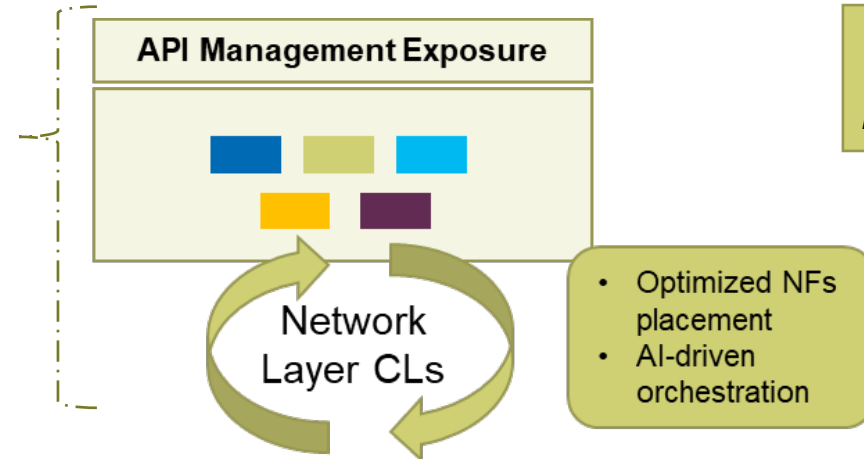 API Management Exposure
Network
Layer CLs
• Optimized NFs
placement
• AI-driven
orchestration